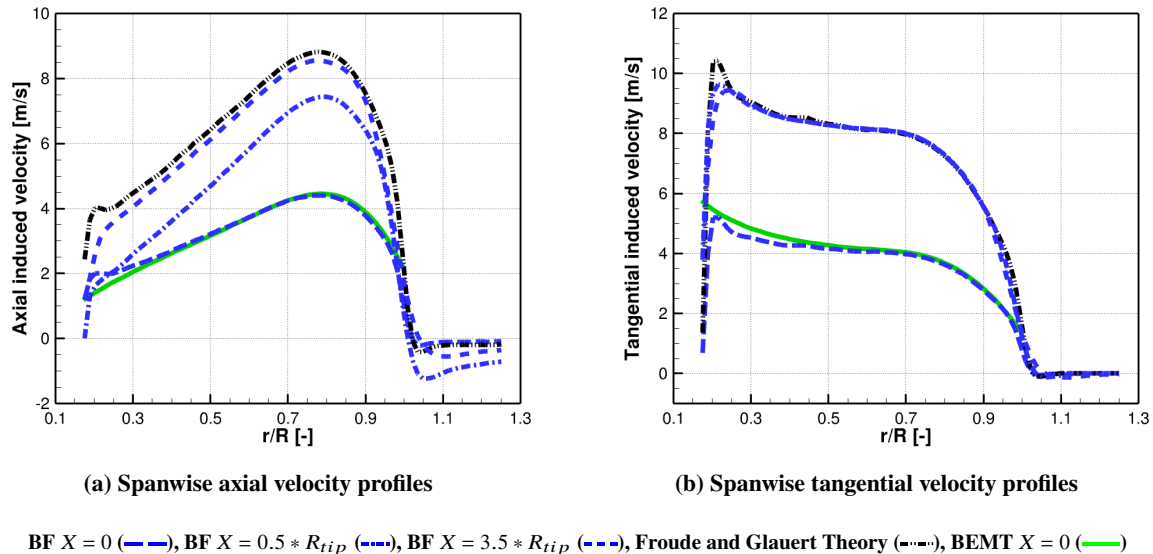 Axial induced velocity [m/s]
10
8
6
4
2
0
-2
0.1 0.3 0.5 0.7 0.9 1.1 1.3
r/R [-]
Tangential induced velocity [m/s]
12
10
8
6
4
2
0
0.1 0.3 0.5 0.7 0.9 1.1 1.3
r/R [-]
(a) Spanwise axial velocity profiles
(b) Spanwise tangential velocity profiles
BF X = 0 (), BF X = 0.5 * R_tip (), BF X = 3.5 * R_tip (), Froude and Glauert Theory (), BEMT X = 0 ()